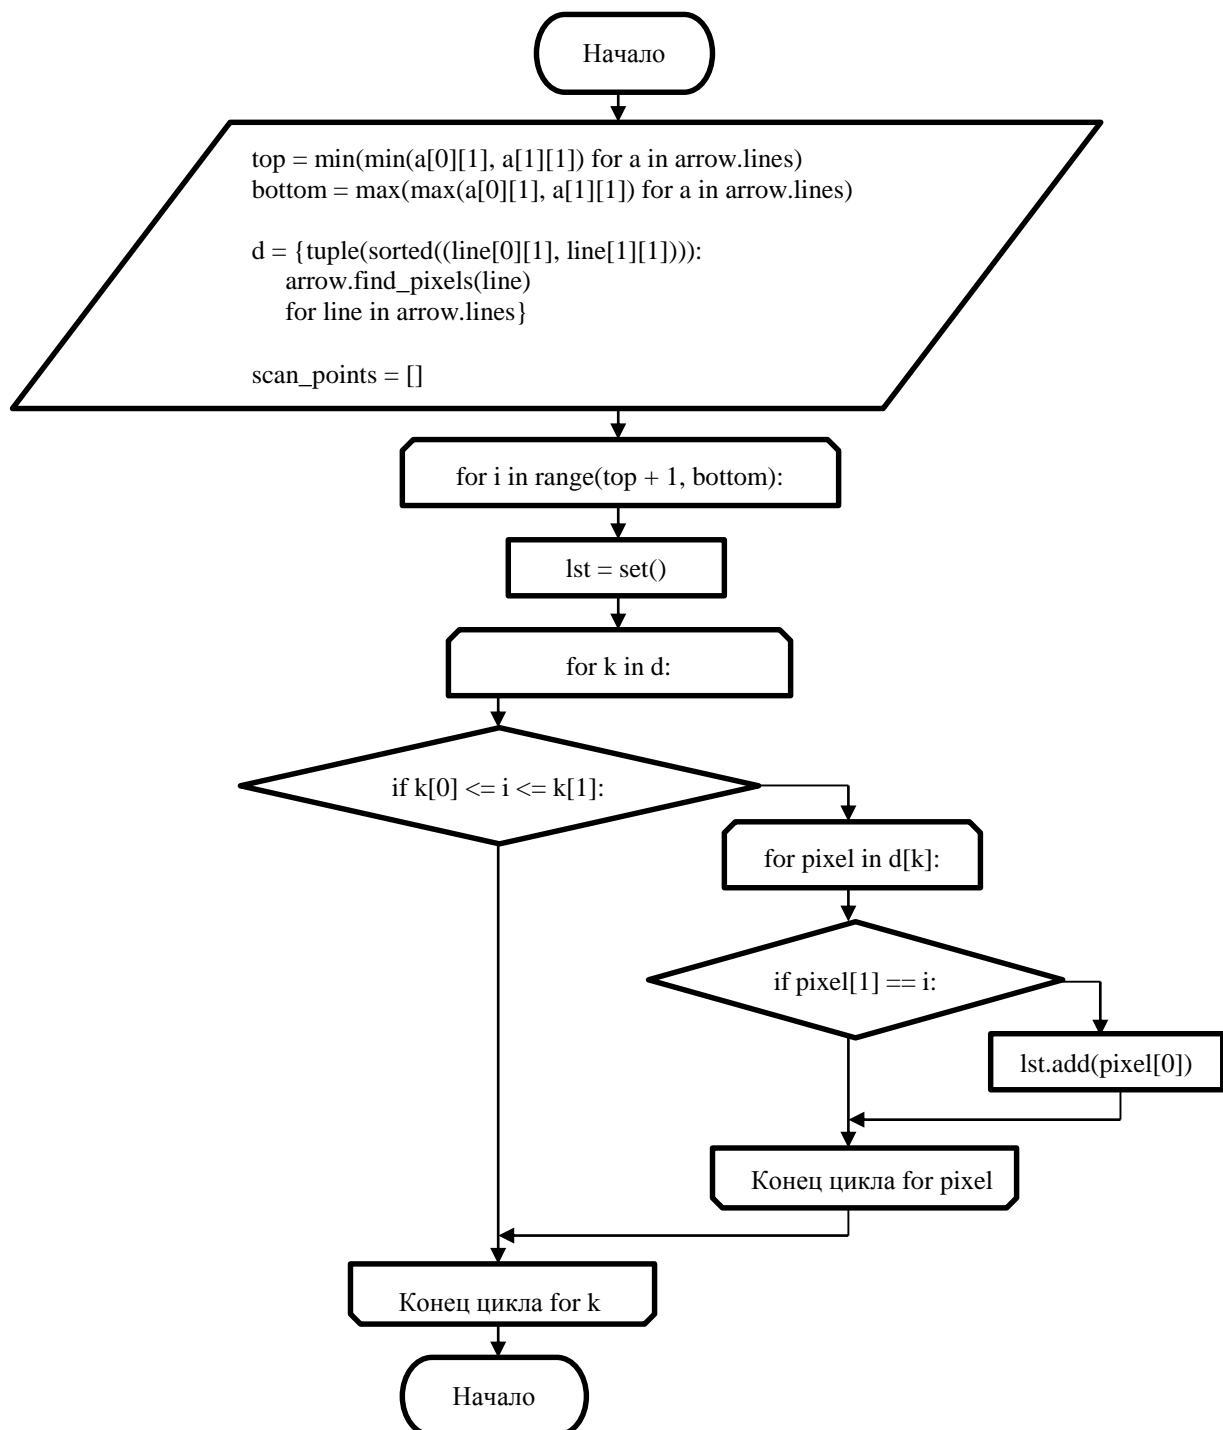 Начало
top = min(min(a[0][1], a[1][1]) for a in arrow.lines)
bottom = max(max(a[0][1], a[1][1]) for a in arrow.lines)
d = {tuple(sorted((line[0][1], line[1][1]))):
arrow.find_pixels(line)
for line in arrow.lines}
scan_points = []
for i in range(top + 1, bottom):
lst = set()
for k in d:
if k[0] <= i <= k[1]:
for pixel in d[k]:
if pixel[1] == i:
lst.add(pixel[0])
Конец цикла for pixel
Конец цикла for k
Начало